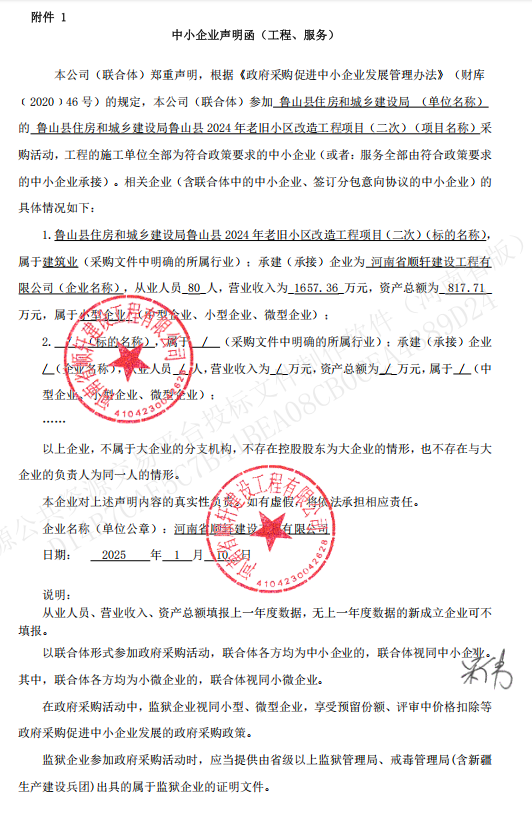 附件 1
中小企业声明函（工程、服务）
本公司（联合体）郑重声明，根据《政府采购促进中小企业发展管理办法》（财库
﹝2020﹞46 号）的规定，本公司（联合体）参加 鲁山县住房和城乡建设局 （单位名称）
的 鲁山县住房和城乡建设局鲁山县 2024 年老旧小区改造工程项目（二次）（项目名称）采
购活动，工程的施工单位全部为符合政策要求的中小企业（或者：服务全部由符合政策要求
的中小企业承接）。相关企业（含联合体中的中小企业、签订分包意向协议的中小企业）的
具体情况如下：
1.鲁山县住房和城乡建设局鲁山县 2024 年老旧小区改造工程项目（二次）（标的名称），
属于建筑业（采购文件中明确的所属行业）；承建（承接）企业为 河南省顺轩建设工程有
限公司（企业名称），从业人员 80 人，营业收入为 1657.36 万元，资产总额为 817.71
万元，属于小型企业（中型企业、小型企业、微型企业）；
2. / （标的名称），属于 / （采购文件中明确的所属行业）；承建（承接）企业
/ （企业名称），从业人员 / 人，营业收入为 / 万元，资产总额为 / 万元，属于 / （中
型企业、小型企业、微型企业）；
……
以上企业，不属于大企业的分支机构，不存在控股股东为大企业的情形，也不存在与大
企业的负责人为同一人的情形。
本企业对上述声明内容的真实性负责。如有虚假，将依法承担相应责任。
企业名称（单位公章）：河南省顺轩建设工程有限公司
日期： 2025 年 1 月 10 日
河南省顺轩建设工程有限公司
4104230042628
河南省顺轩建设工程有限公司
4104230042628
说明：
从业人员、营业收入、资产总额填报上一年度数据，无上一年度数据的新成立企业可不
填报。
以联合体形式参加政府采购活动，联合体各方均为中小企业的，联合体视同中小企业。
其中，联合体各方均为小微企业的，联合体视同小微企业。
在政府采购活动中，监狱企业视同小型、微型企业，享受预留份额、评审中价格扣除等
政府采购促进中小企业发展的政府采购政策。
监狱企业参加政府采购活动时，应当提供由省级以上监狱管理局、戒毒管理局(含新疆
生产建设兵团)出具的属于监狱企业的证明文件。